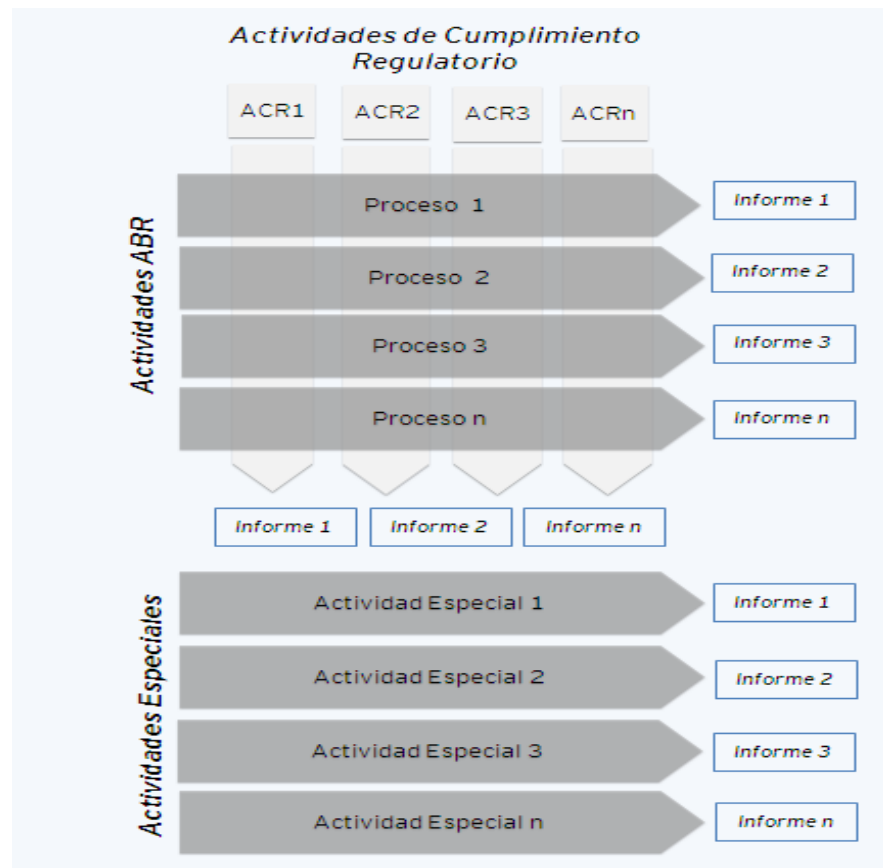 Actividades de Cumplimiento
Regulatorio
ACR1
ACR2
ACR3
ACRn
Actividades ABR
Proceso 1
Informe 1
Proceso 2
Informe 2
Proceso 3
Informe 3
Proceso n
Informe n
Informe 1
Informe 2
Informe n
Actividades Especiales
Actividad Especial 1
Informe 1
Actividad Especial 2
Informe 2
Actividad Especial 3
Informe 3
Actividad Especial n
Informe n